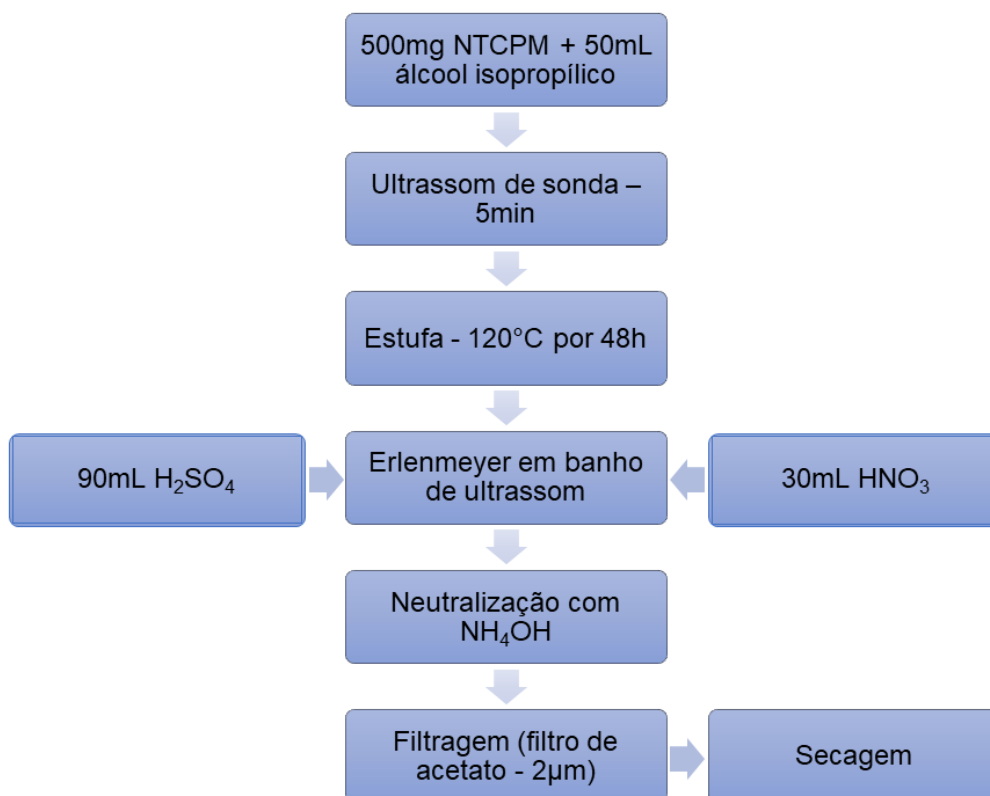 500mg NTCPM + 50mL
álcool isopropílico
Ultrassom de sonda –
5min
Estufa - 120°C por 48h
90mL H₂SO₄
Erlenmeyer em banho
de ultrassom
30mL HNO₃
Neutralização com
NH₄OH
Filtragem (filtro de
acetato - 2µm)
Secagem